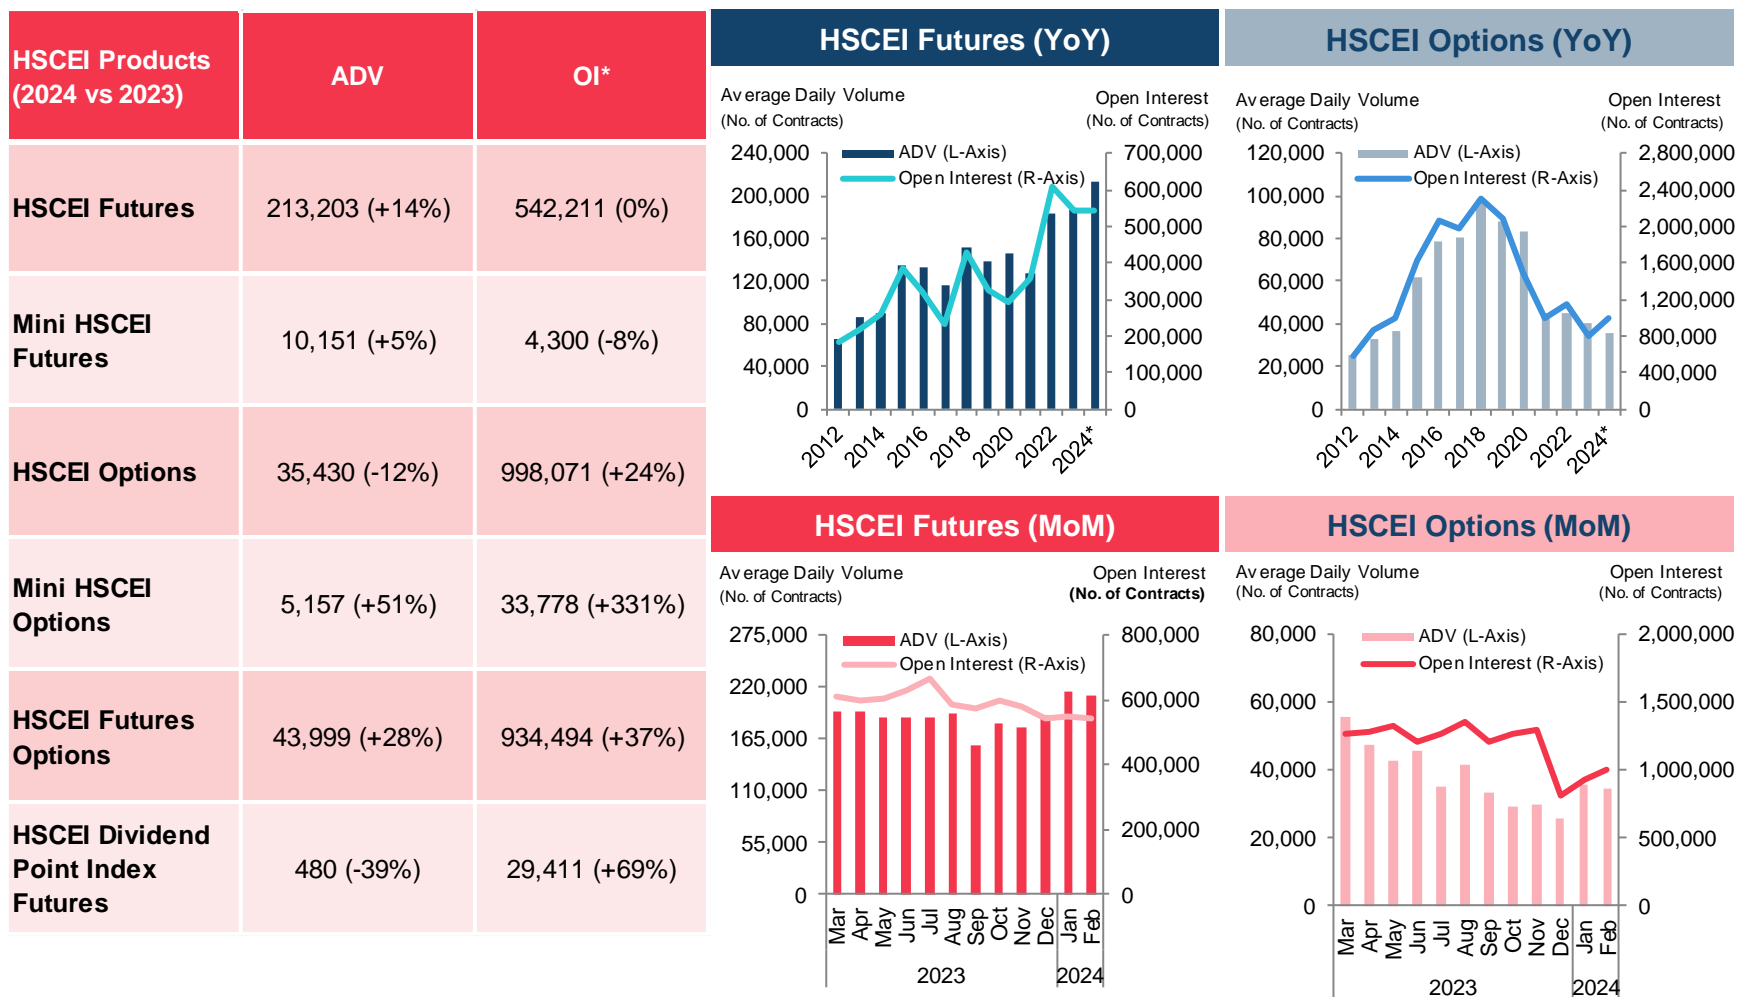 HSCEI Products
(2024 vs 2023)
ADV
OI*
HSCEI Futures
213,203 (+14%)
542,211 (0%)
Mini HSCEI
Futures
10,151 (+5%)
4,300 (-8%)
HSCEI Options
35,430 (-12%)
998,071 (+24%)
Mini HSCEI
Options
5,157 (+51%)
33,778 (+331%)
HSCEI Futures
Options
43,999 (+28%)
934,494 (+37%)
HSCEI Dividend
Point Index
Futures
480 (-39%)
29,411 (+69%)
HSCEI Futures (YoY)
Average Daily Volume
(No. of Contracts)
Open Interest
(No. of Contracts)
ADV (L-Axis)
Open Interest (R-Axis)
240,000
200,000
160,000
120,000
80,000
40,000
0
700,000
600,000
500,000
400,000
300,000
200,000
100,000
0
2012
2014
2016
2018
2020
2022
2024*
HSCEI Options (YoY)
Average Daily Volume
(No. of Contracts)
Open Interest
(No. of Contracts)
ADV (L-Axis)
Open Interest (R-Axis)
120,000
100,000
80,000
60,000
40,000
20,000
0
2,800,000
2,400,000
2,000,000
1,600,000
1,200,000
800,000
400,000
0
2012
2014
2016
2018
2020
2022
2024*
HSCEI Futures (MoM)
Average Daily Volume
(No. of Contracts)
Open Interest
(No. of Contracts)
ADV (L-Axis)
Open Interest (R-Axis)
275,000
220,000
165,000
110,000
55,000
0
800,000
600,000
400,000
200,000
0
Mar
Apr
May
Jun
Jul
Aug
Sep
Oct
Nov
Dec
Jan
Feb
2023
2024
HSCEI Options (MoM)
Average Daily Volume
(No. of Contracts)
Open Interest
(No. of Contracts)
ADV (L-Axis)
Open Interest (R-Axis)
80,000
60,000
40,000
20,000
0
2,000,000
1,500,000
1,000,000
500,000
0
Mar
Apr
May
Jun
Jul
Aug
Sep
Oct
Nov
Dec
Jan
Feb
2023
2024